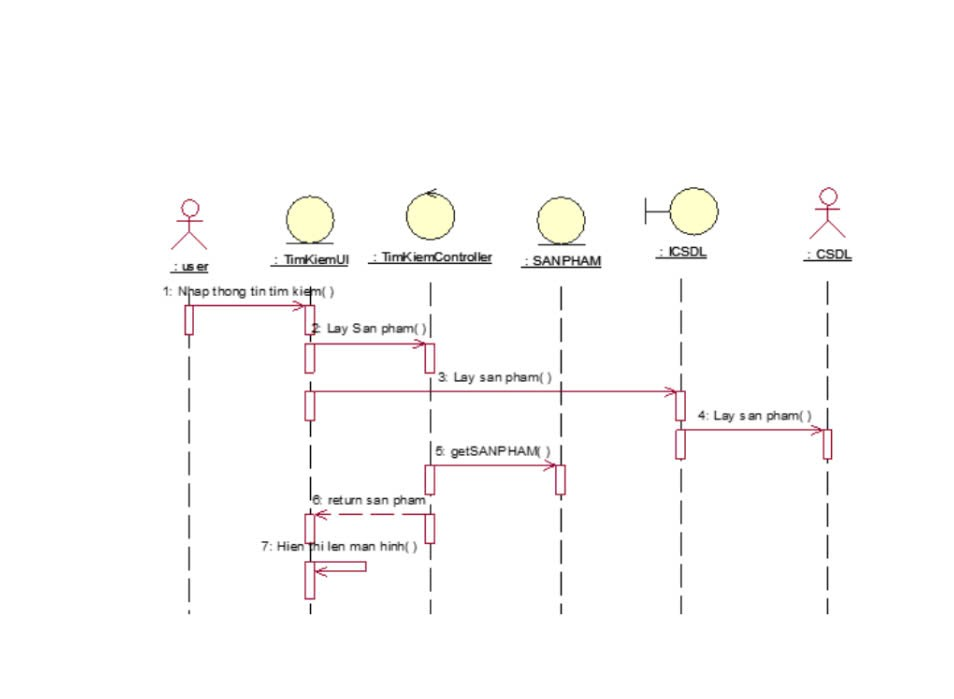 : user
: TimKiemUI
: TimKiemController
: SANPHAM
: ICSDL
: CSDL
1: Nhap thong tin tim kiem( )
2: Lay San pham( )
3: Lay san pham( )
4: Lay san pham( )
5: getSANPHAM( )
6: return san pham
7: Hien thi len man hinh( )